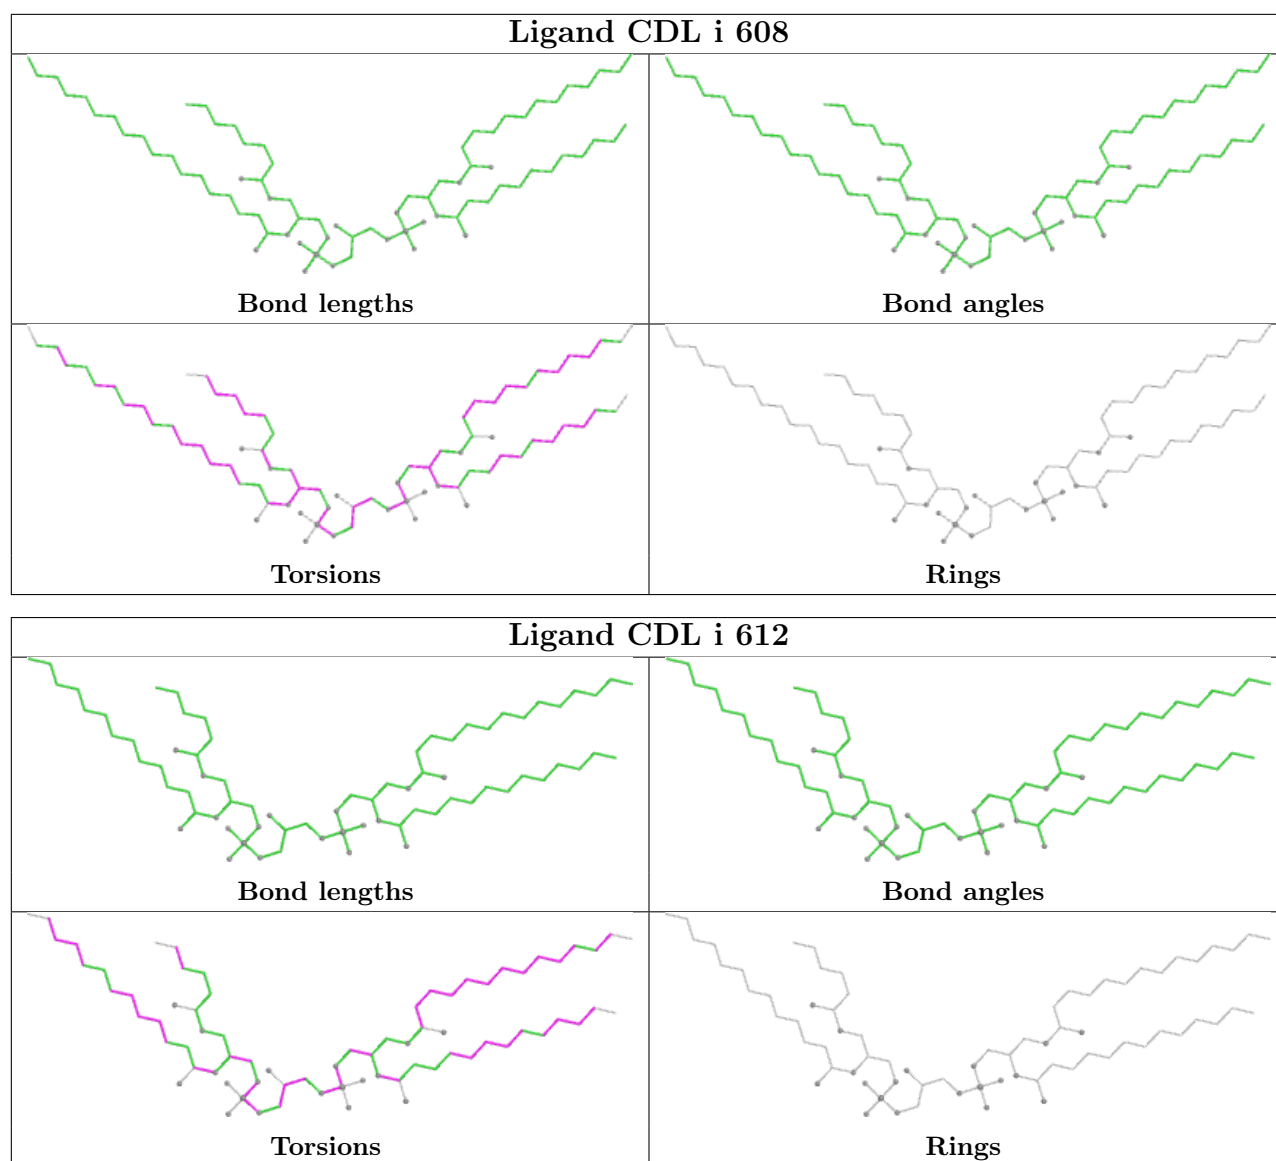 Ligand CDL i 608
Bond lengths
Bond angles
Torsions
Rings
Ligand CDL i 612
Bond lengths
Bond angles
Torsions
Rings